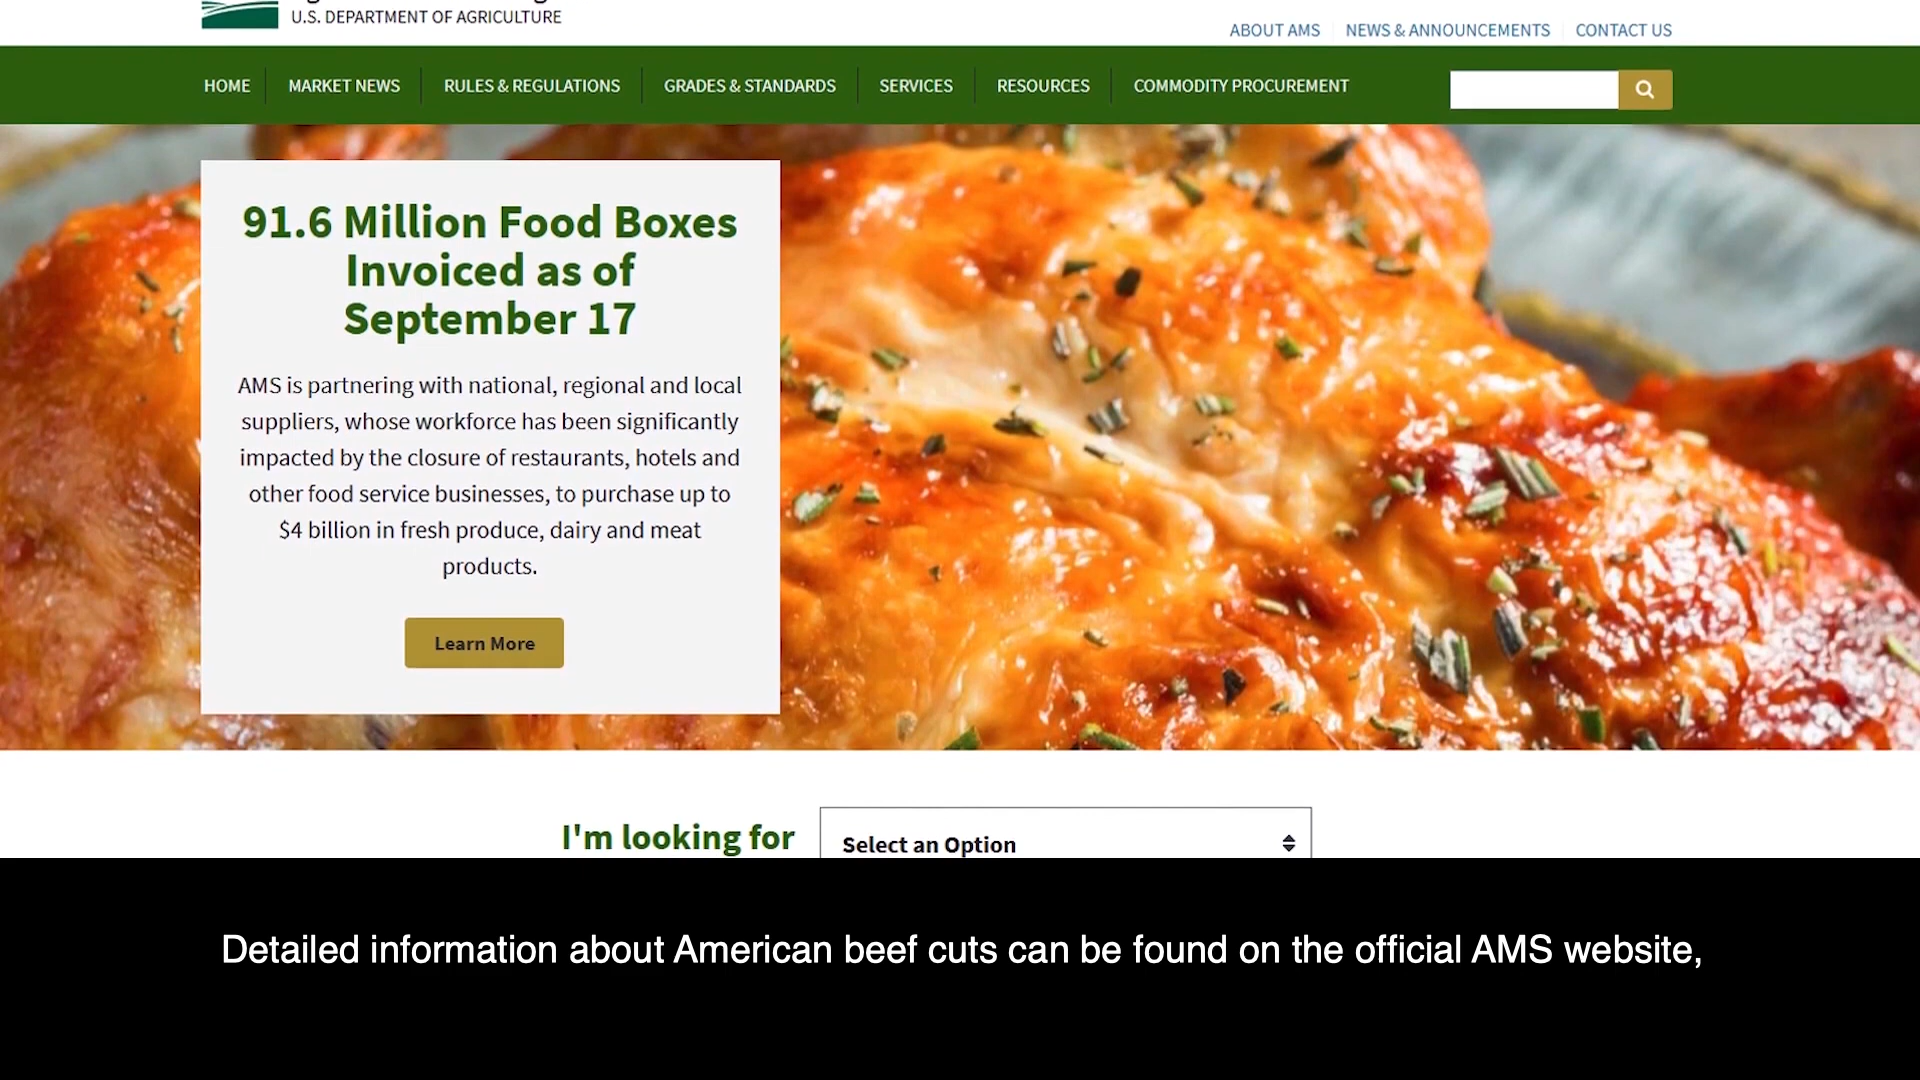 U.S. DEPARTMENT OF AGRICULTURE
ABOUT AMS
NEWS & ANNOUNCEMENTS
CONTACT US
HOME
MARKET NEWS
RULES & REGULATIONS
GRADES & STANDARDS
SERVICES
RESOURCES
COMMODITY PROCUREMENT
91.6 Million Food Boxes
Invoiced as of
September 17
AMS is partnering with national, regional and local
suppliers, whose workforce has been significantly
impacted by the closure of restaurants, hotels and
other food service businesses, to purchase up to
$4 billion in fresh produce, dairy and meat
products.
Learn More
I'm looking for
Select an Option
Detailed information about American beef cuts can be found on the official AMS website,